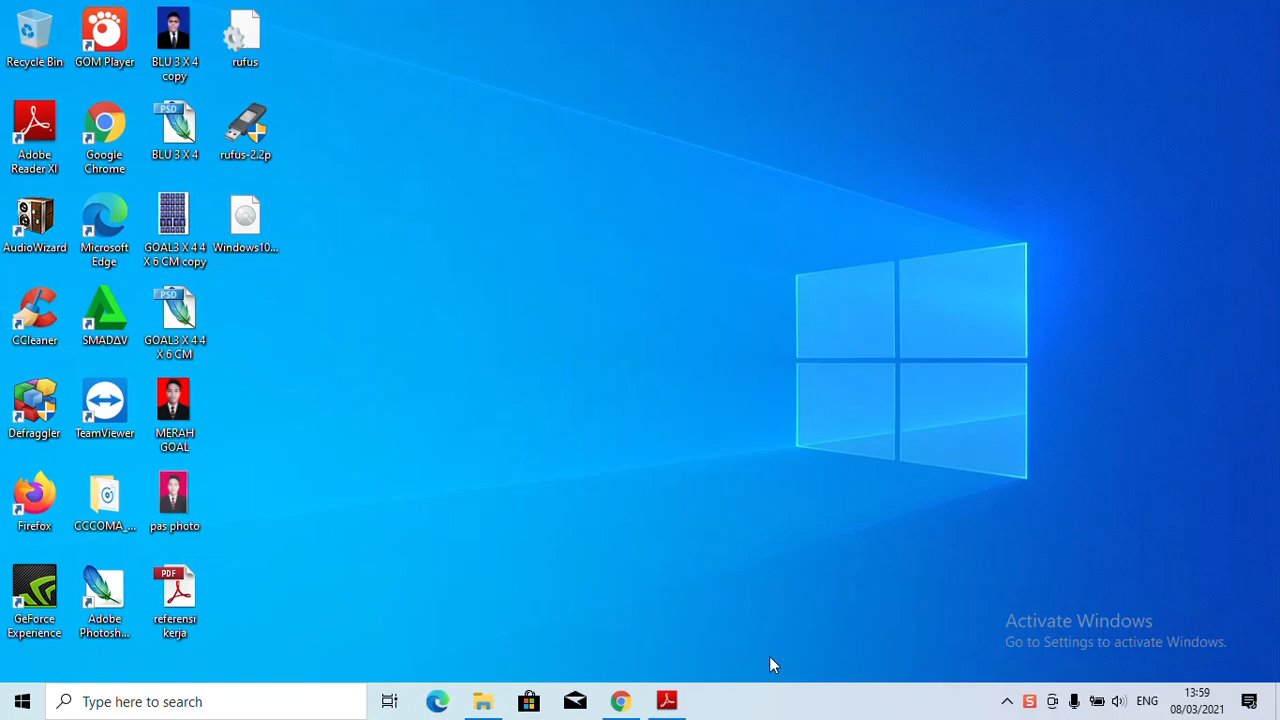 Recycle Bin
GOM Player
BLU 3 X 4
copy
rufus
Adobe
Reader XI
Google
Chrome
PSD
BLU 3 X 4
rufus-2.2p
AudioWizard
Microsoft
Edge
GOAL3 X 4 4
X 6 CM copy
Windows10...
CCleaner
SMADΔV
PSD
GOAL3 X 4 4
X 6 CM
Defraggler
TeamViewer
MERAH
GOAL
Firefox
CCCOMA_...
pas photo
GeForce
Experience
Adobe
Photosh...
PDF
referensi
kerja
Activate Windows
Go to Settings to activate Windows.
Type here to search
S
ENG
13:59
08/03/2021